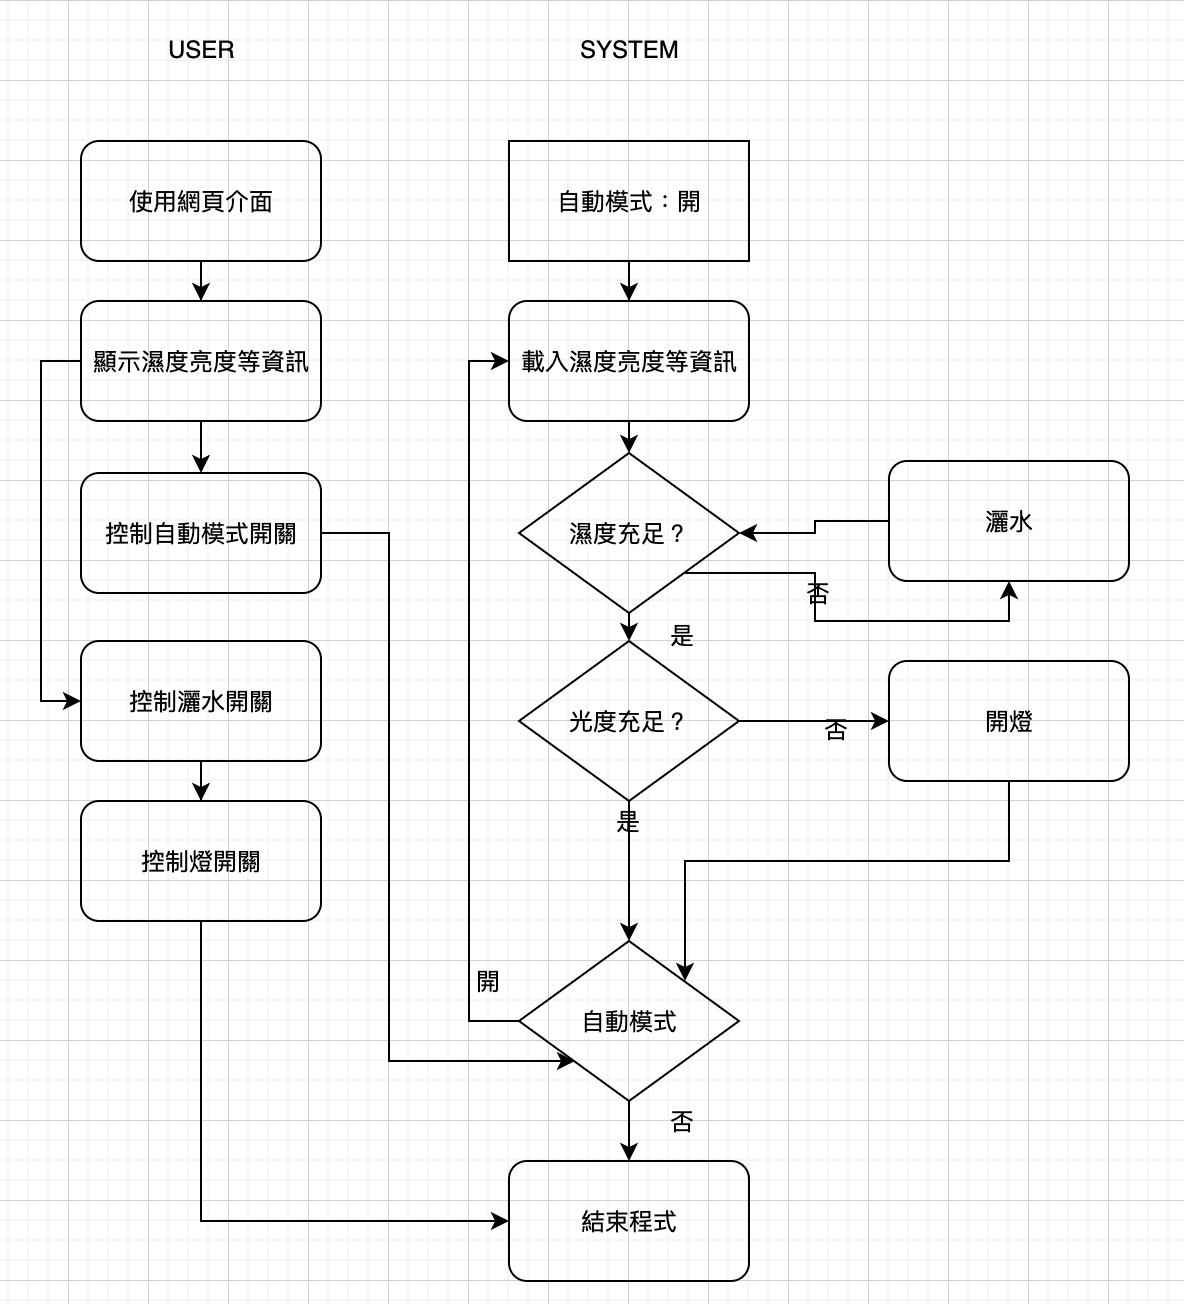 USER
SYSTEM
使用網頁介面
自動模式：開
顯示濕度亮度等資訊
載入濕度亮度等資訊
控制自動模式開關
濕度充足？
灑水
否
是
控制灑水開關
光度充足？
否
開燈
是
控制燈開關
開
自動模式
否
結束程式